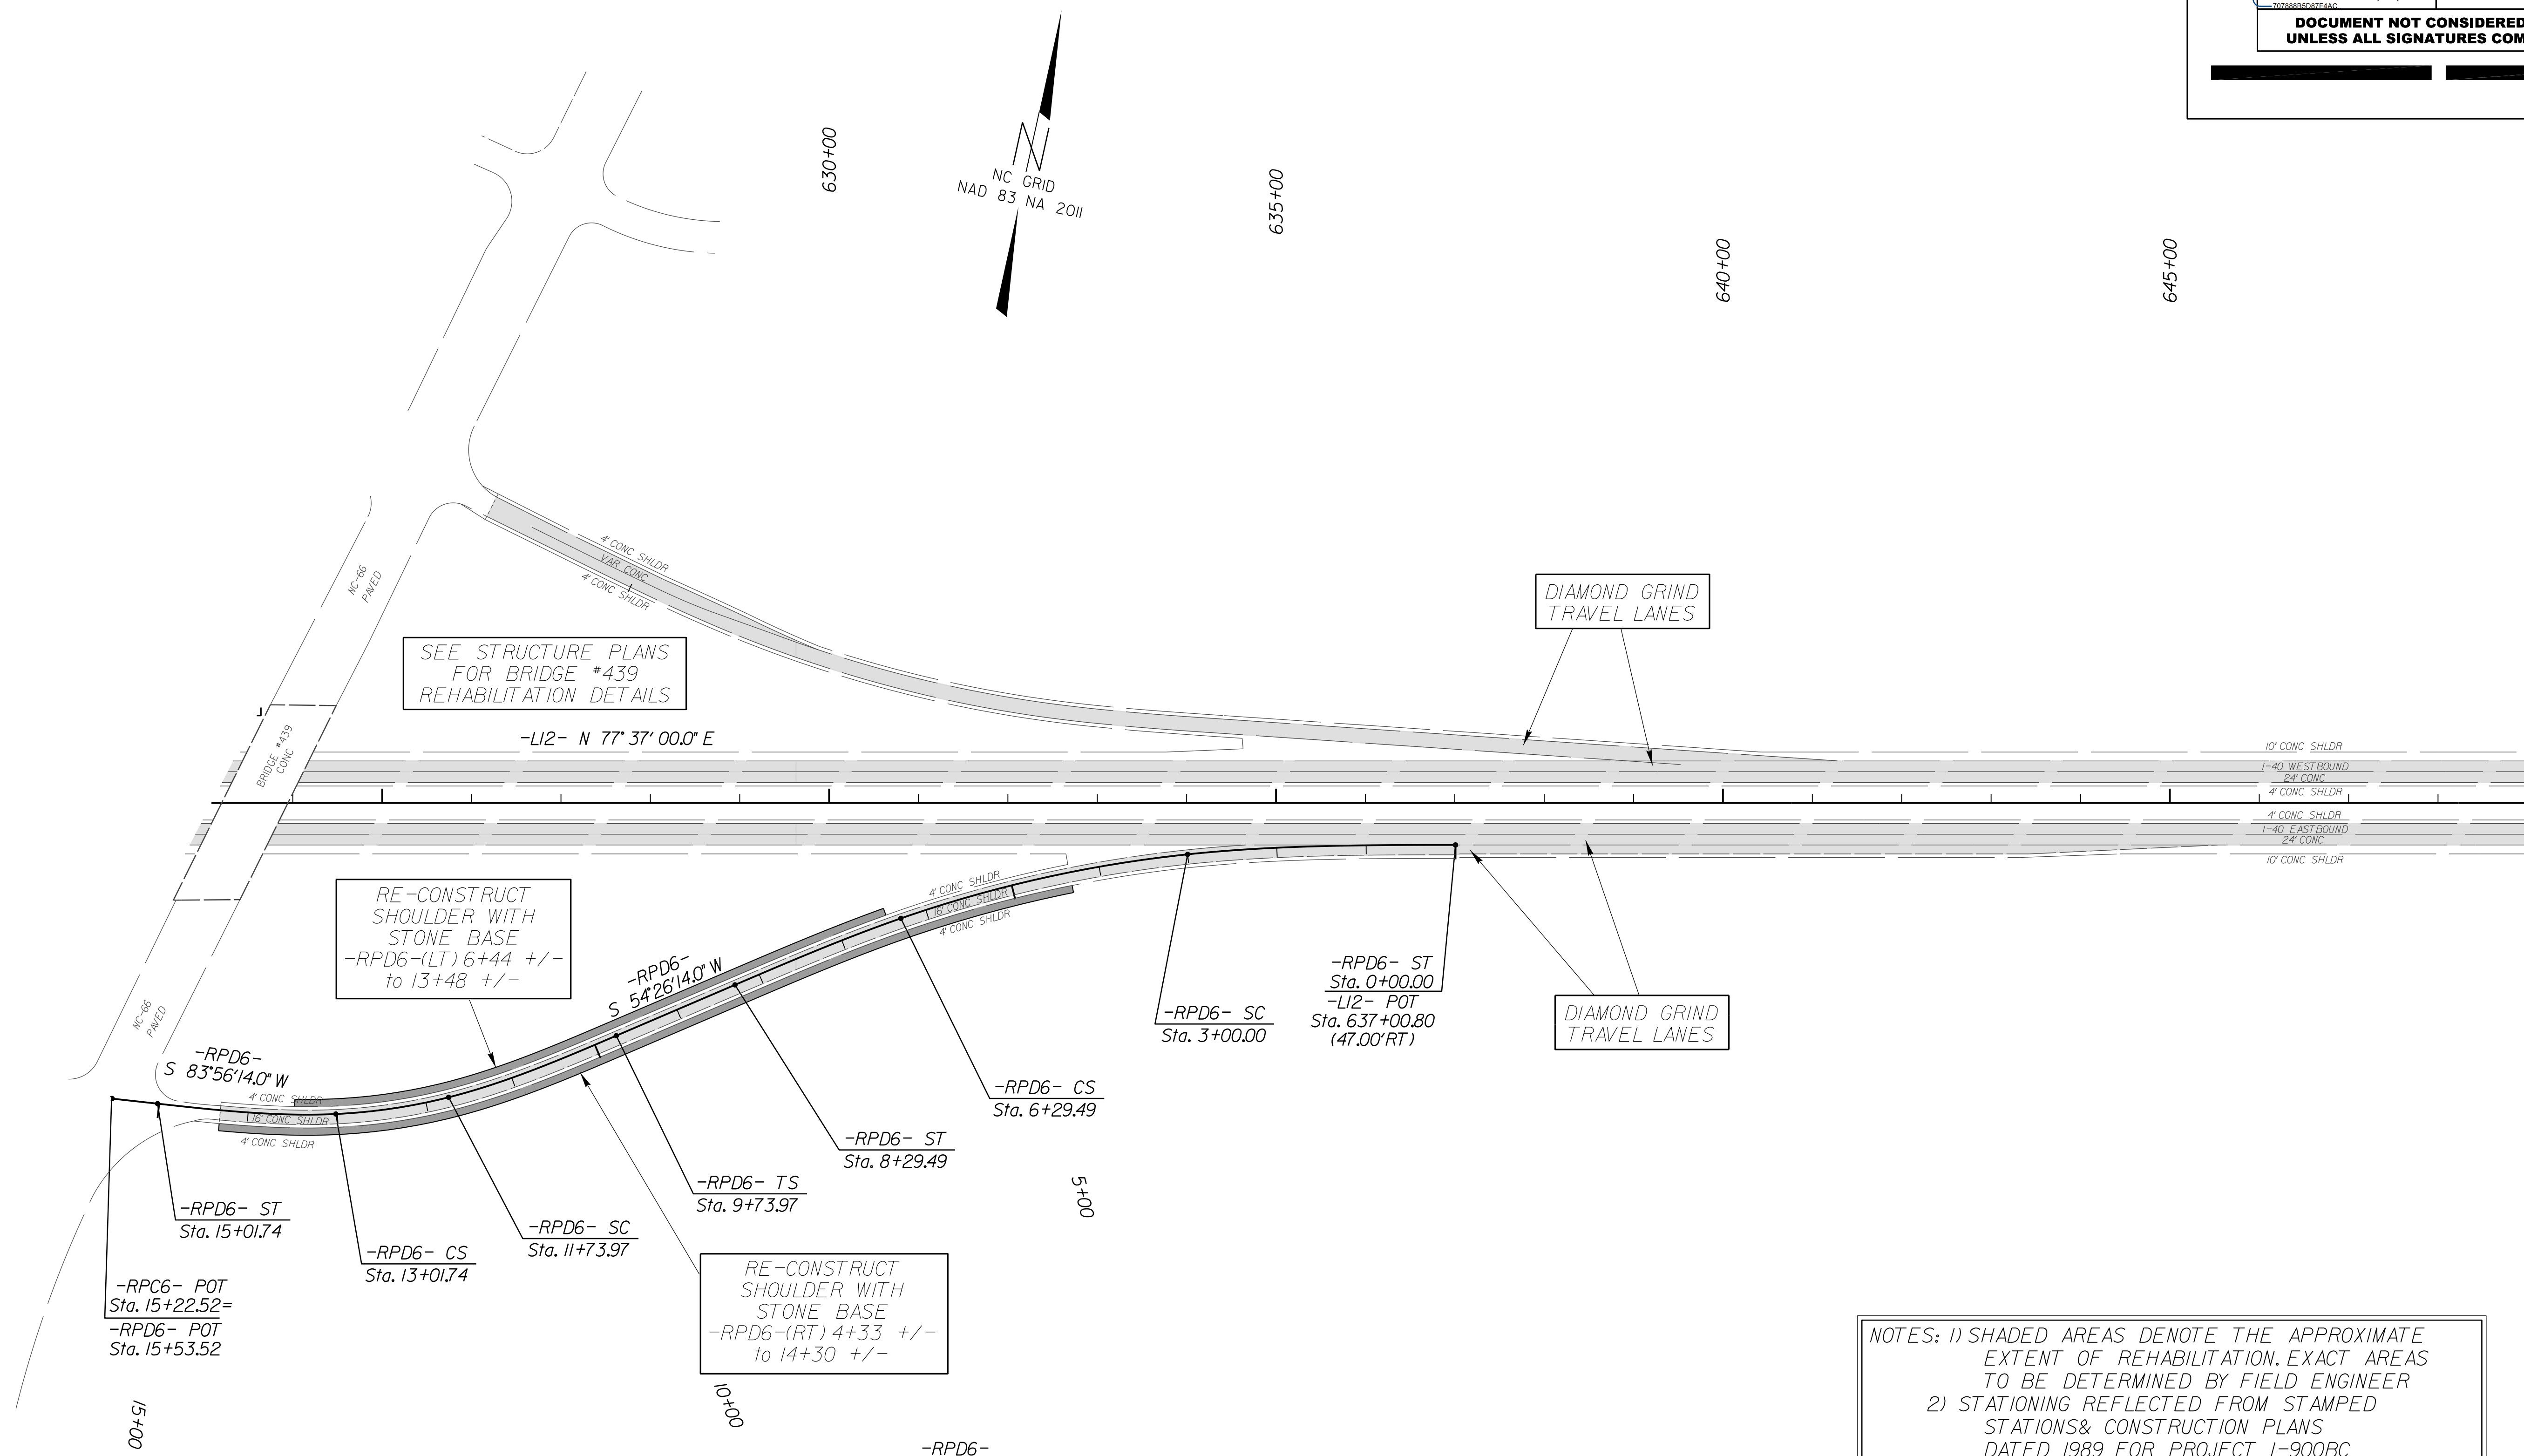 707888B5D87F4AC...
DOCUMENT NOT CONSIDERED
UNLESS ALL SIGNATURES COM
630+00
635+00
640+00
645+00
NC GRID
NAD 83 NA 2011
4' CONC SHLDR
VAR CONC
4' CONC SHLDR
NC-66
PAVED
DIAMOND GRIND
TRAVEL LANES
SEE STRUCTURE PLANS
FOR BRIDGE #439
REHABILITATION DETAILS
-L12- N 77° 37' 00.0" E
BRIDGE #439
CONC
10' CONC SHLDR
I-40 WESTBOUND
24' CONC
4' CONC SHLDR
4' CONC SHLDR
I-40 EASTBOUND
24' CONC
10' CONC SHLDR
RE-CONSTRUCT
SHOULDER WITH
STONE BASE
-RPD6-(LT) 6+44 +/-
to 13+48 +/-
4' CONC SHLDR
16' CONC SHLDR
4' CONC SHLDR
-RPD6-
S 54°26'14.0" W
-RPD6- ST
Sta. 0+00.00
-L12- POT
Sta. 637+00.80
(47.00'RT)
-RPD6- SC
Sta. 3+00.00
DIAMOND GRIND
TRAVEL LANES
NC-66
PAVED
-RPD6-
S 83°56'14.0" W
4' CONC SHLDR
16' CONC SHLDR
4' CONC SHLDR
-RPD6- CS
Sta. 6+29.49
-RPD6- ST
Sta. 8+29.49
-RPD6- TS
Sta. 9+73.97
5+00
-RPD6- ST
Sta. 15+01.74
-RPD6- SC
Sta. 11+73.97
-RPD6- CS
Sta. 13+01.74
-RPC6- POT
Sta. 15+22.52=
-RPD6- POT
Sta. 15+53.52
RE-CONSTRUCT
SHOULDER WITH
STONE BASE
-RPD6-(RT) 4+33 +/-
to 14+30 +/-
15+00
10+00
-RPD6-
NOTES: 1) SHADED AREAS DENOTE THE APPROXIMATE
EXTENT OF REHABILITATION. EXACT AREAS
TO BE DETERMINED BY FIELD ENGINEER
2) STATIONING REFLECTED FROM STAMPED
STATIONS& CONSTRUCTION PLANS
DATED 1989 FOR PROJECT I-900BC